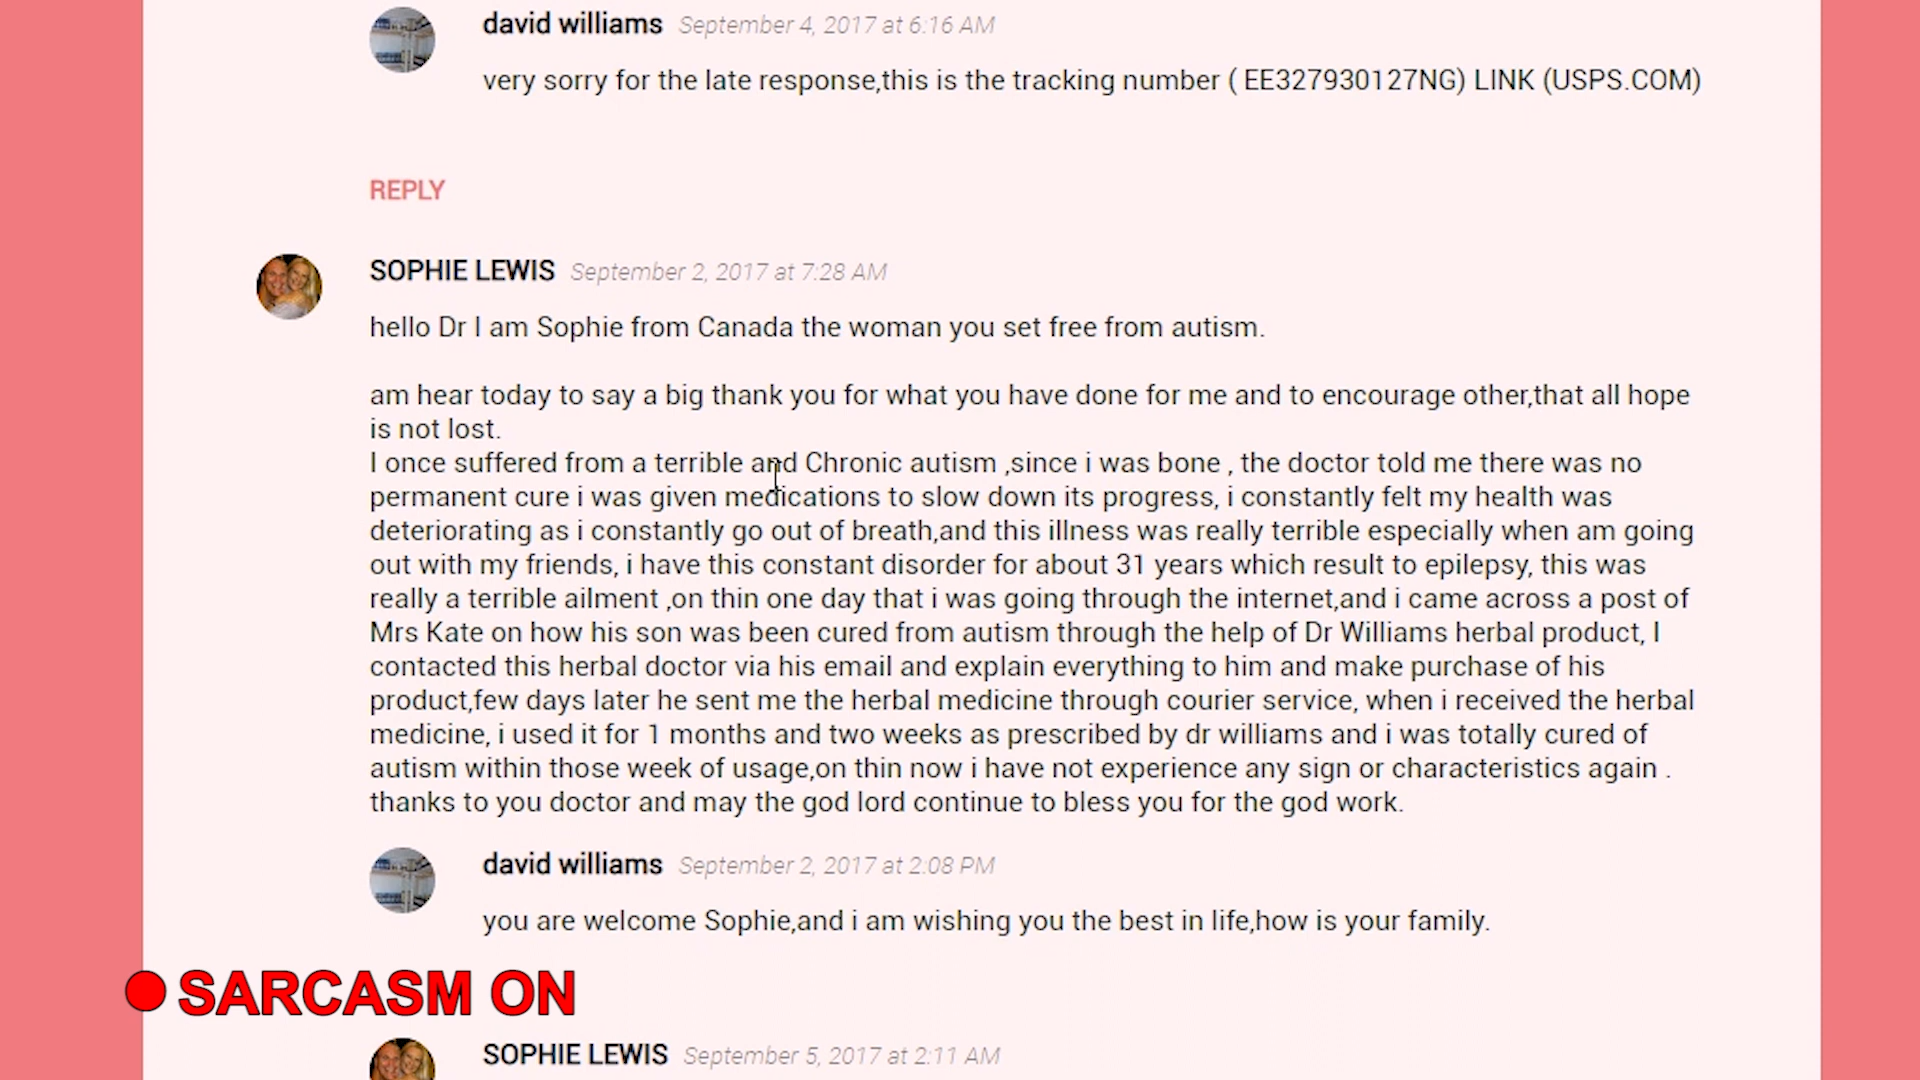 david williams September 4, 2017 at 6:16 AM
very sorry for the late response,this is the tracking number ( EE327930127NG) LINK (USPS.COM)
REPLY
SOPHIE LEWIS September 2, 2017 at 7:28 AM
hello Dr I am Sophie from Canada the woman you set free from autism.
am hear today to say a big thank you for what you have done for me and to encourage other,that all hope
is not lost.
I once suffered from a terrible and Chronic autism ,since i was bone , the doctor told me there was no
permanent cure i was given medications to slow down its progress, i constantly felt my health was
deteriorating as i constantly go out of breath,and this illness was really terrible especially when am going
out with my friends, i have this constant disorder for about 31 years which result to epilepsy, this was
really a terrible ailment ,on thin one day that i was going through the internet,and i came across a post of
Mrs Kate on how his son was been cured from autism through the help of Dr Williams herbal product, I
contacted this herbal doctor via his email and explain everything to him and make purchase of his
product,few days later he sent me the herbal medicine through courier service, when i received the herbal
medicine, i used it for 1 months and two weeks as prescribed by dr williams and i was totally cured of
autism within those week of usage,on thin now i have not experience any sign or characteristics again .
thanks to you doctor and may the god lord continue to bless you for the god work.
david williams September 2, 2017 at 2:08 PM
you are welcome Sophie,and i am wishing you the best in life,how is your family.
SARCASM ON
SOPHIE LEWIS September 5, 2017 at 2:11 AM